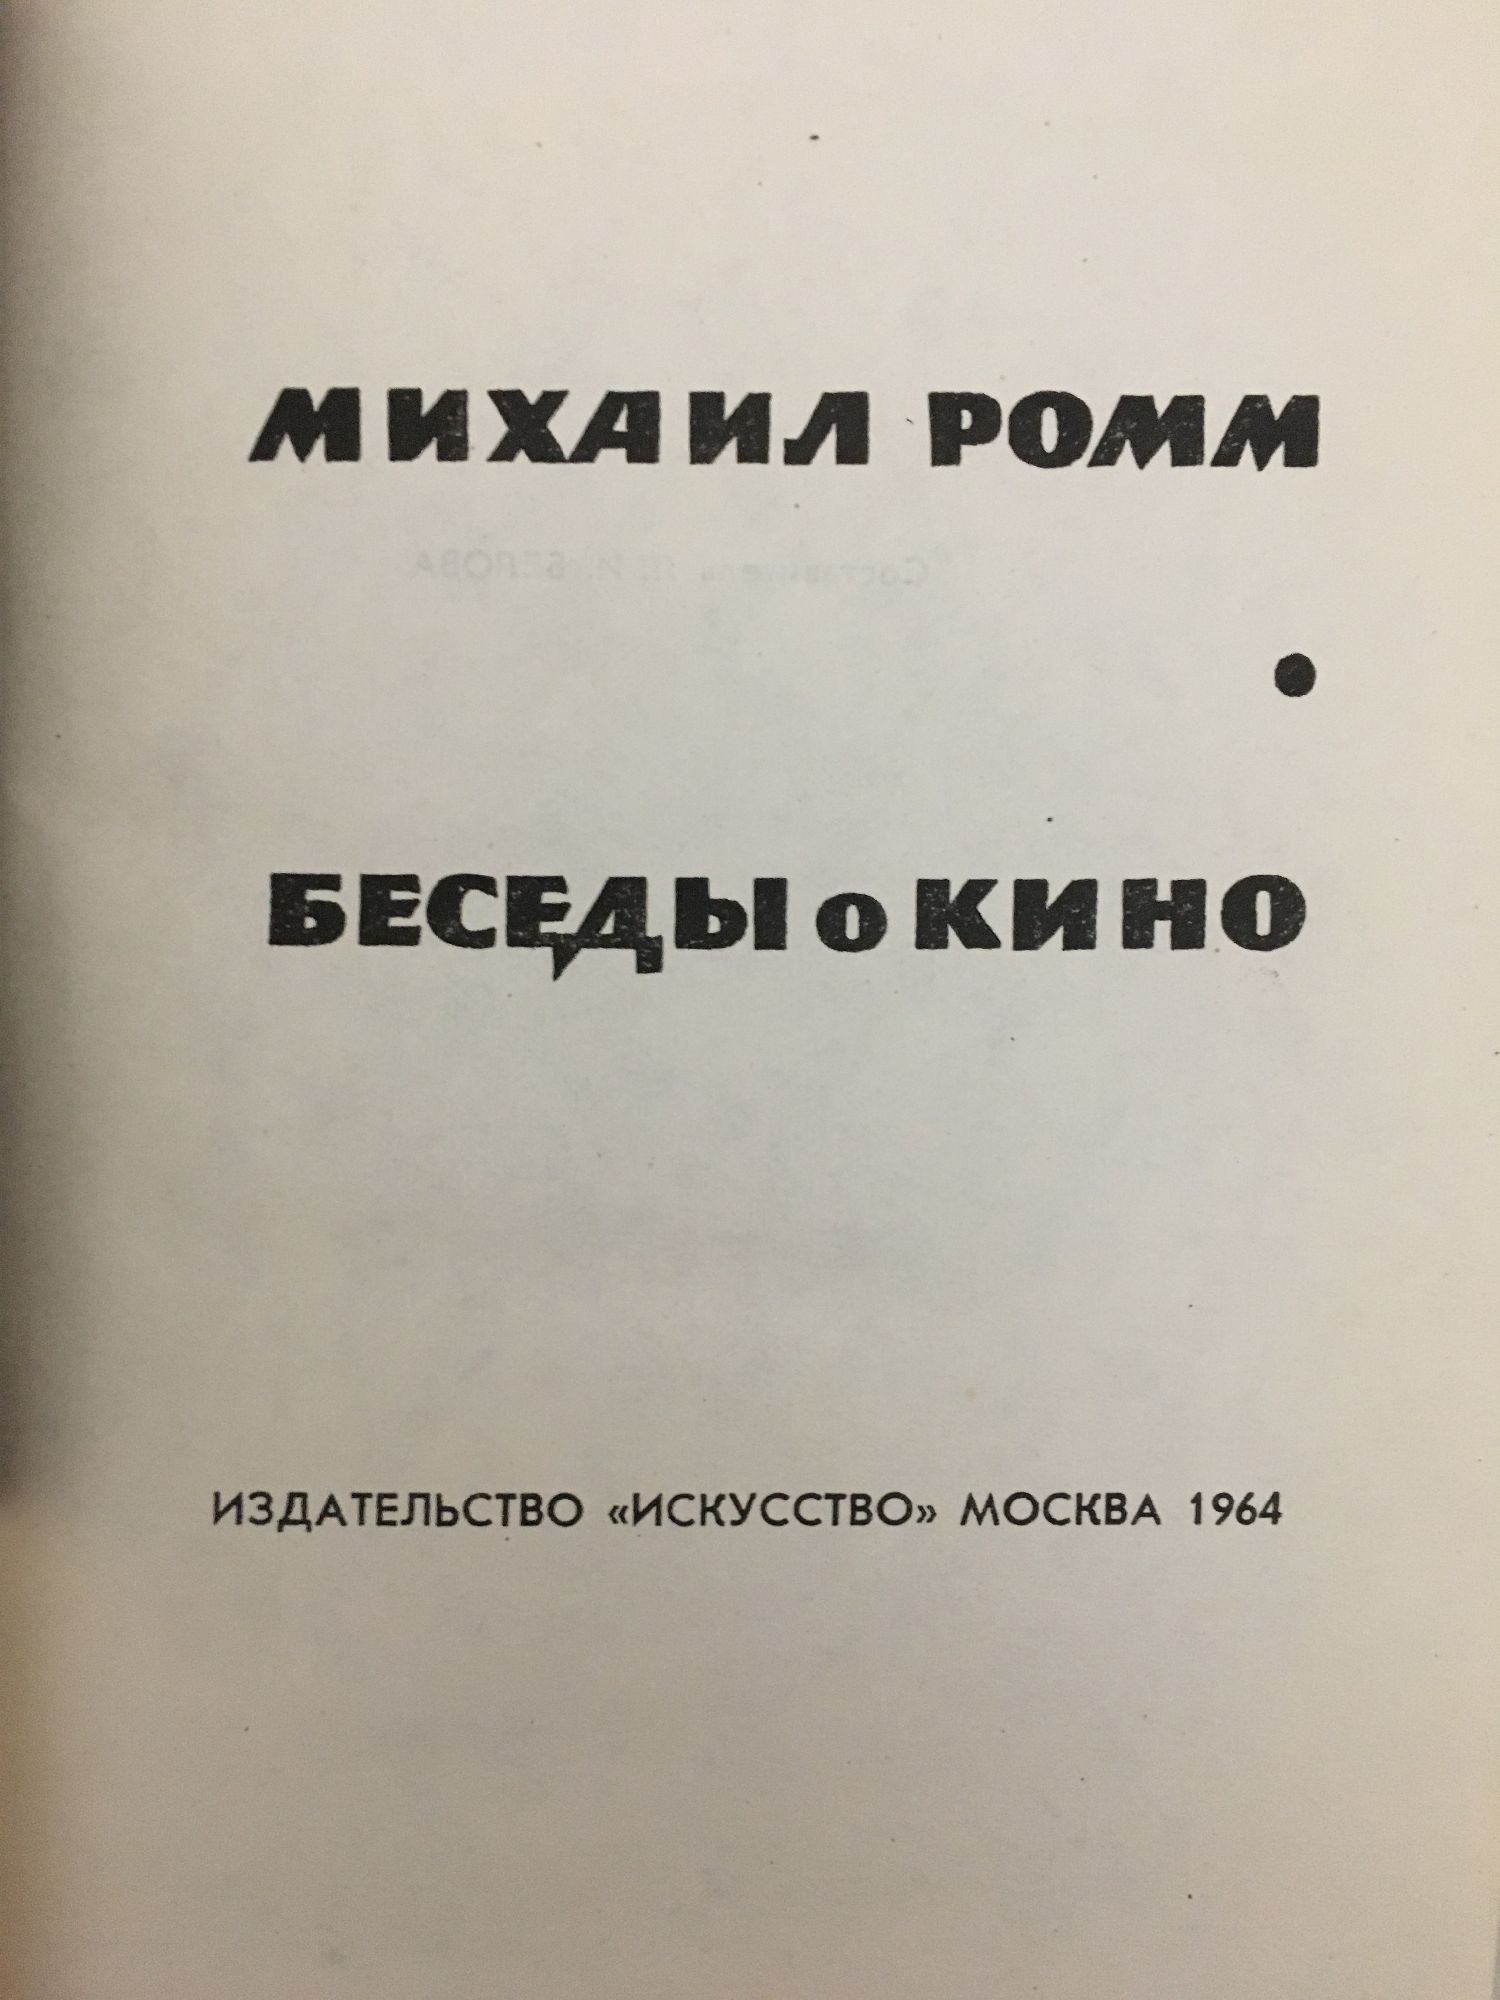 МИХАИЛ РОММ
•
БЕСЕДЫ о КИНО
ИЗДАТЕЛЬСТВО «ИСКУССТВО» МОСКВА 1964